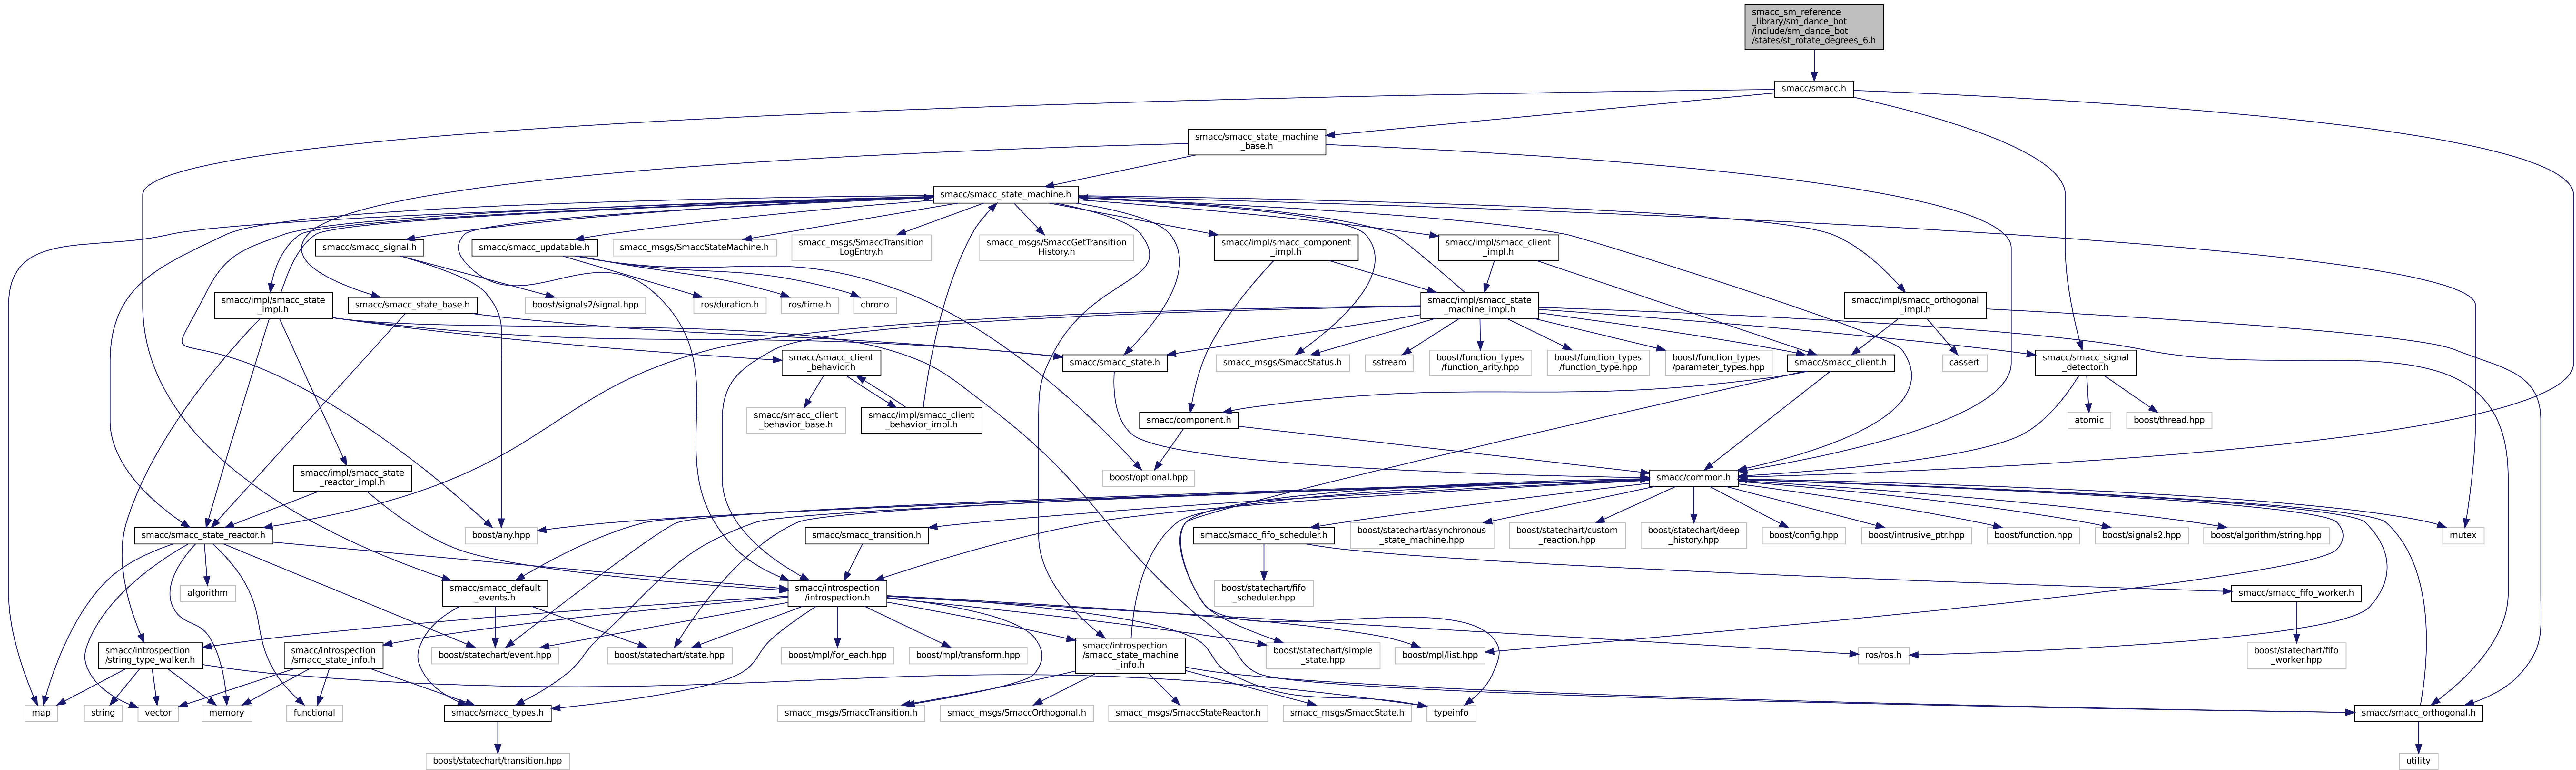 smacc_sm_reference
_library/sm_dance_bot
/include/sm_dance_bot
/states/st_rotate_degrees_6.h
smacc/smacc.h
smacc/smacc_state_machine
_base.h
smacc/smacc_state_machine.h
smacc/smacc_signal.h
smacc/smacc_updatable.h
smacc_msgs/SmaccStateMachine.h
smacc_msgs/SmaccTransition
LogEntry.h
smacc_msgs/SmaccGetTransition
History.h
smacc/impl/smacc_component
_impl.h
smacc/impl/smacc_client
_impl.h
smacc/impl/smacc_state
_impl.h
smacc/smacc_state_base.h
boost/signals2/signal.hpp
ros/duration.h
ros/time.h
chrono
smacc/impl/smacc_state
_machine_impl.h
smacc/impl/smacc_orthogonal
_impl.h
smacc/smacc_client
_behavior.h
smacc/smacc_state.h
smacc_msgs/SmaccStatus.h
sstream
boost/function_types
/function_arity.hpp
boost/function_types
/function_type.hpp
boost/function_types
/parameter_types.hpp
smacc/smacc_client.h
cassert
smacc/smacc_signal
_detector.h
smacc/smacc_client
_behavior_base.h
smacc/impl/smacc_client
_behavior_impl.h
smacc/component.h
atomic
boost/thread.hpp
smacc/impl/smacc_state
_reactor_impl.h
boost/optional.hpp
smacc/common.h
smacc/smacc_state_reactor.h
boost/any.hpp
smacc/smacc_transition.h
smacc/smacc_fifo_scheduler.h
boost/statechart/asynchronous
_state_machine.hpp
boost/statechart/custom
_reaction.hpp
boost/statechart/deep
_history.hpp
boost/config.hpp
boost/intrusive_ptr.hpp
boost/function.hpp
boost/signals2.hpp
boost/algorithm/string.hpp
mutex
algorithm
smacc/smacc_default
_events.h
smacc/introspection
/introspection.h
boost/statechart/fifo
_scheduler.hpp
smacc/smacc_fifo_worker.h
smacc/introspection
/string_type_walker.h
smacc/introspection
/smacc_state_info.h
boost/statechart/event.hpp
boost/statechart/state.hpp
boost/mpl/for_each.hpp
boost/mpl/transform.hpp
smacc/introspection
/smacc_state_machine
_info.h
boost/statechart/simple
_state.hpp
boost/mpl/list.hpp
ros/ros.h
boost/statechart/fifo
_worker.hpp
map
string
vector
memory
functional
smacc/smacc_types.h
smacc_msgs/SmaccTransition.h
smacc_msgs/SmaccOrthogonal.h
smacc_msgs/SmaccStateReactor.h
smacc_msgs/SmaccState.h
typeinfo
smacc/smacc_orthogonal.h
boost/statechart/transition.hpp
utility